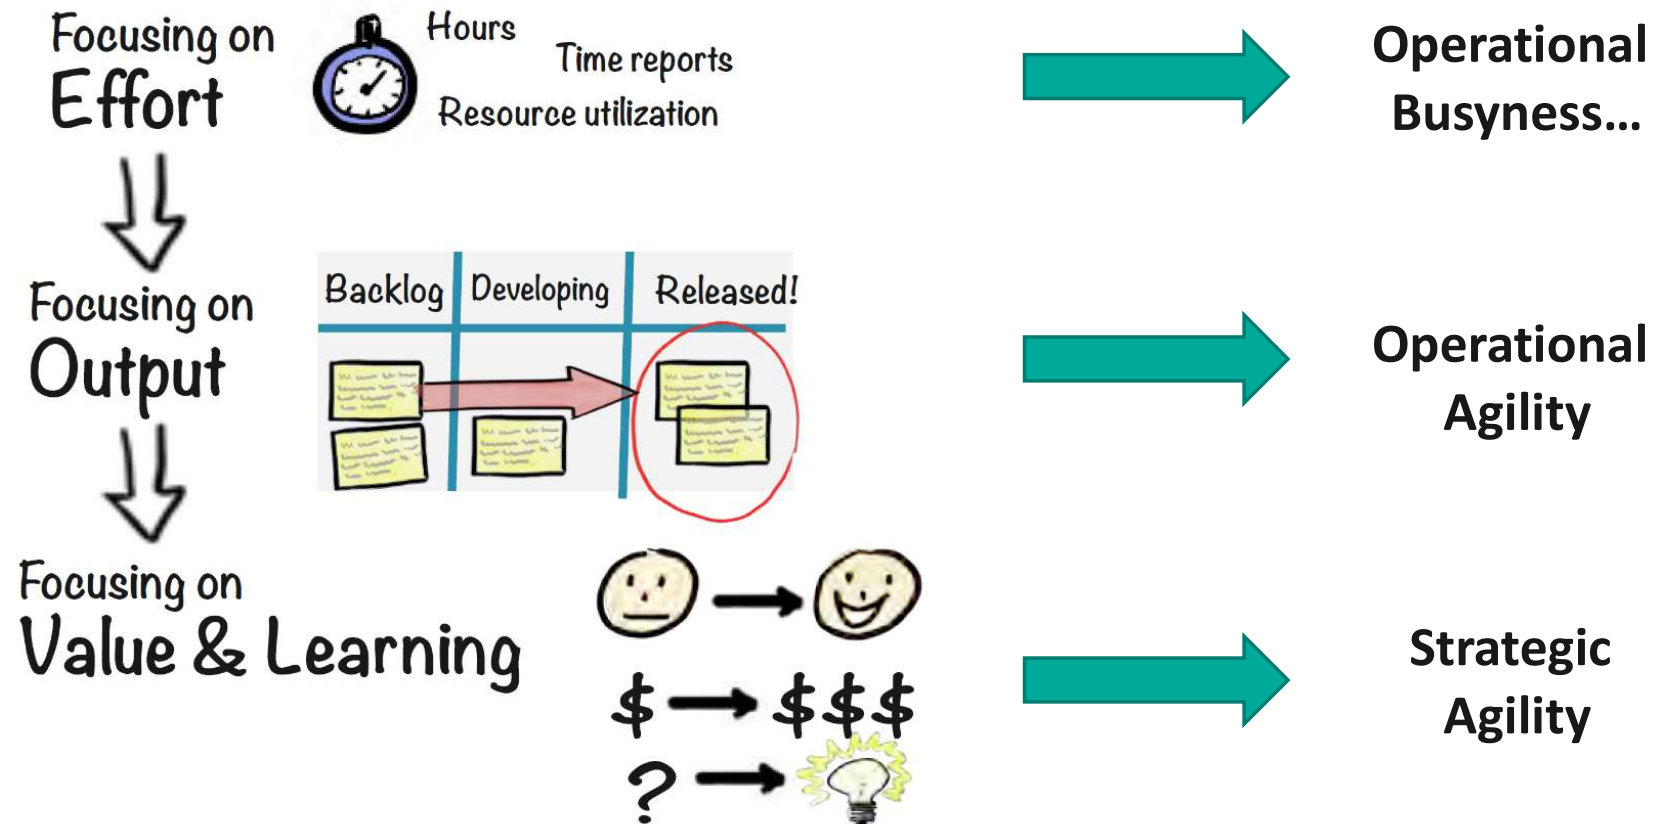 Focusing on
Effort
Hours
Time reports
Resource utilization
Operational
Busyness...
Focusing on
Output
Backlog
Developing
Released!
Operational
Agility
Focusing on
Value & Learning
$
$$$
?
Strategic
Agility